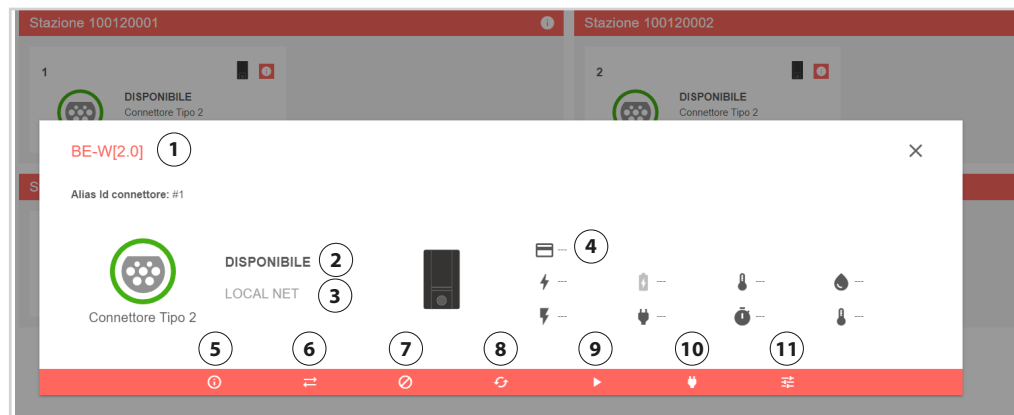 Stazione 100120001
Stazione 100120002
1
DISPONIBILE
Connettore Tipo 2
2
DISPONIBILE
Connettore Tipo 2
BE-W[2.0] 1
S
Alias Id connettore: #1
--- 4
DISPONIBILE 2
--- --- --- ---
LOCAL NET 3
Connettore Tipo 2
--- --- --- ---
5 6 7 8 9 10 11